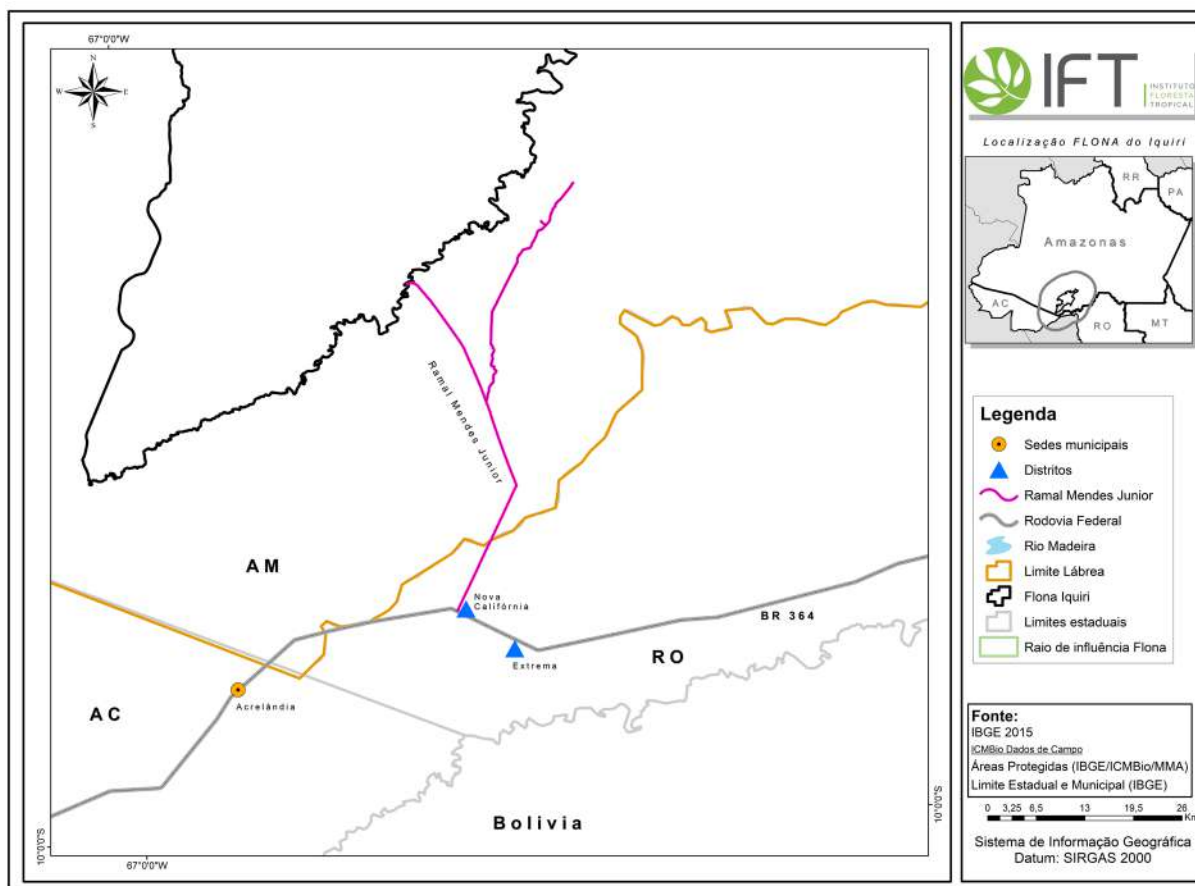 67°0'0"W
N
W
E
S
Ramal Mendes Junior
AM
Nova
Califórnia
BR 364
Extrema
RO
AC
Acrelândia
Bolivia
10°0'0"S
10°0'0"S
67°0'0"W
IFT
INSTITUTO
FLORESTA
TROPICAL
Localização FLONA do Iquiri
RR
PA
Amazonas
AC
RO
MT
Legenda
Sedes municipais
Distritos
Ramal Mendes Junior
Rodovia Federal
Rio Madeira
Limite Lábrea
Flona Iquiri
Limites estaduais
Raio de influência Flona
Fonte:
IBGE 2015
ICMBio Dados de Campo
Áreas Protegidas (IBGE/ICMBio/MMA)
Limite Estadual e Municipal (IBGE)
0 3,25 6,5 13 19,5 26
Km
Sistema de Informação Geográfica
Datum: SIRGAS 2000